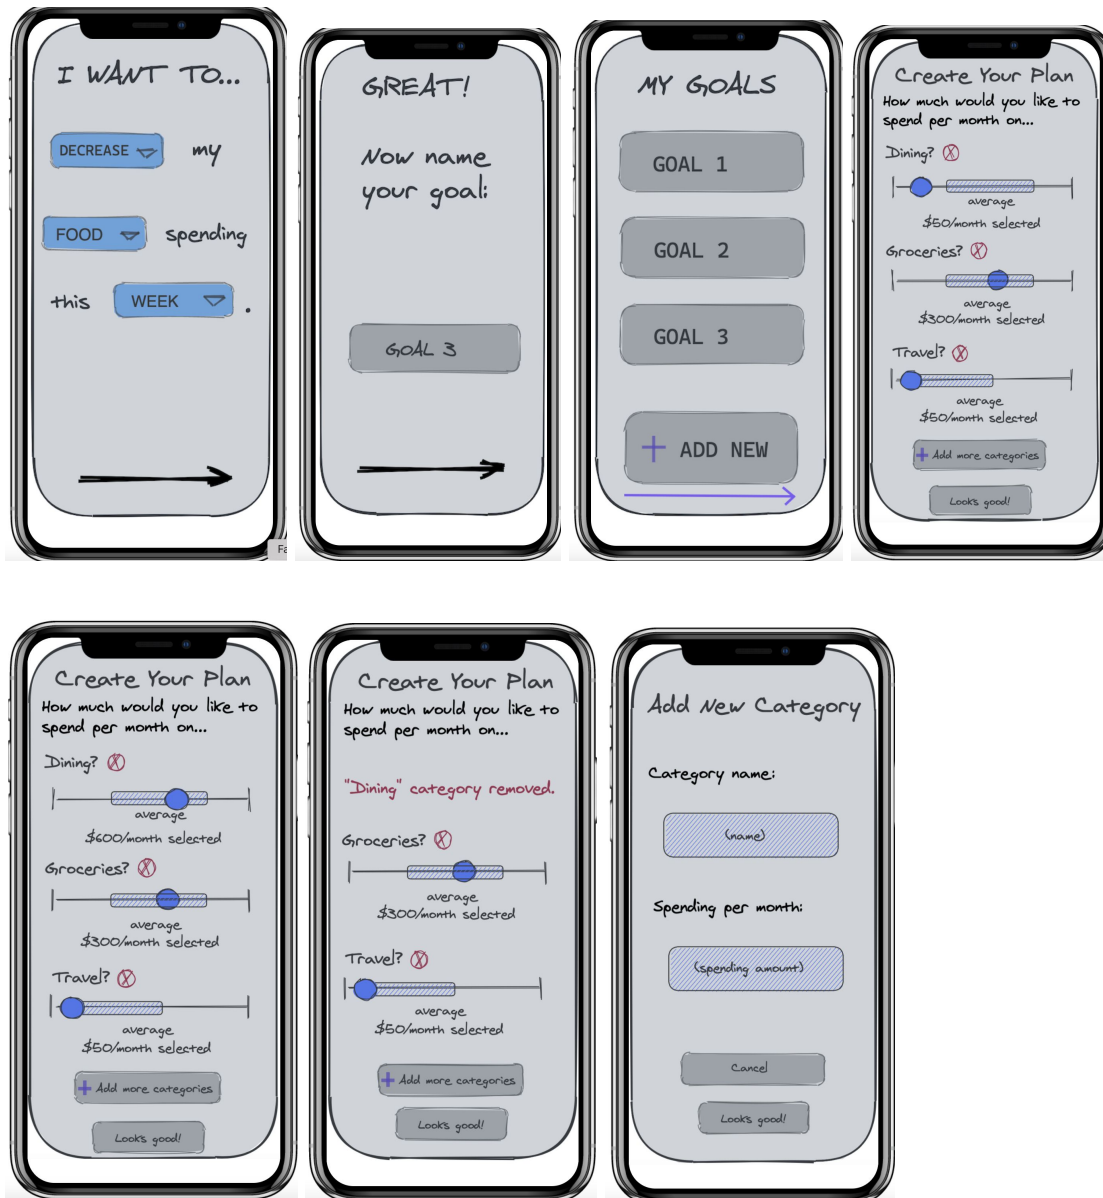 I WANT TO...
DECREASE my
FOOD spending
this WEEK .
GREAT!
Now name
your goal:
GOAL 3
MY GOALS
GOAL 1
GOAL 2
GOAL 3
+ ADD NEW
Create Your Plan
How much would you like to
spend per month on...
Dining?
average
$50/month selected
Groceries?
average
$300/month selected
Travel?
average
$50/month selected
+ Add more categories
Looks good!
Create Your Plan
How much would you like to
spend per month on...
Dining?
average
$600/month selected
Groceries?
average
$300/month selected
Travel?
average
$50/month selected
+ Add more categories
Looks good!
Create Your Plan
How much would you like to
spend per month on...
"Dining" category removed.
Groceries?
average
$300/month selected
Travel?
average
$50/month selected
+ Add more categories
Looks good!
Add New Category
Category name:
(name)
Spending per month:
(spending amount)
Cancel
Looks good!